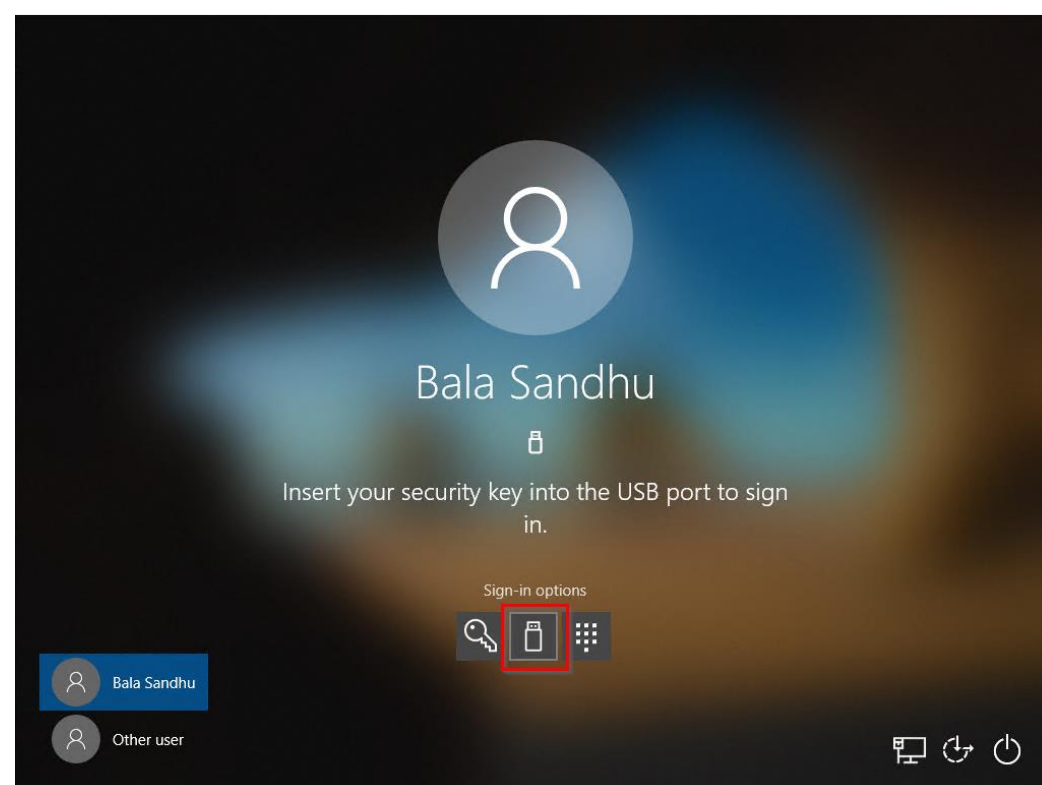 Bala Sandhu
Insert your security key into the USB port to sign
in.
Sign-in options
Bala Sandhu
Other user